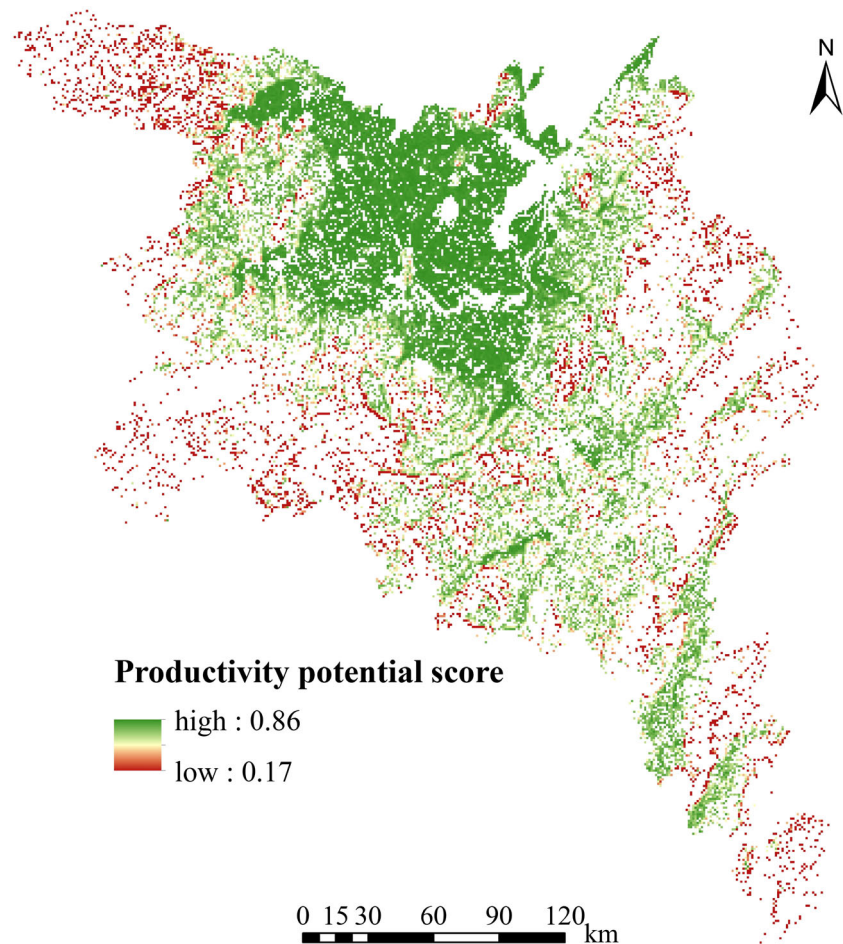 N
Productivity potential score
high : 0.86
low : 0.17
0 15 30 60 90 120
km